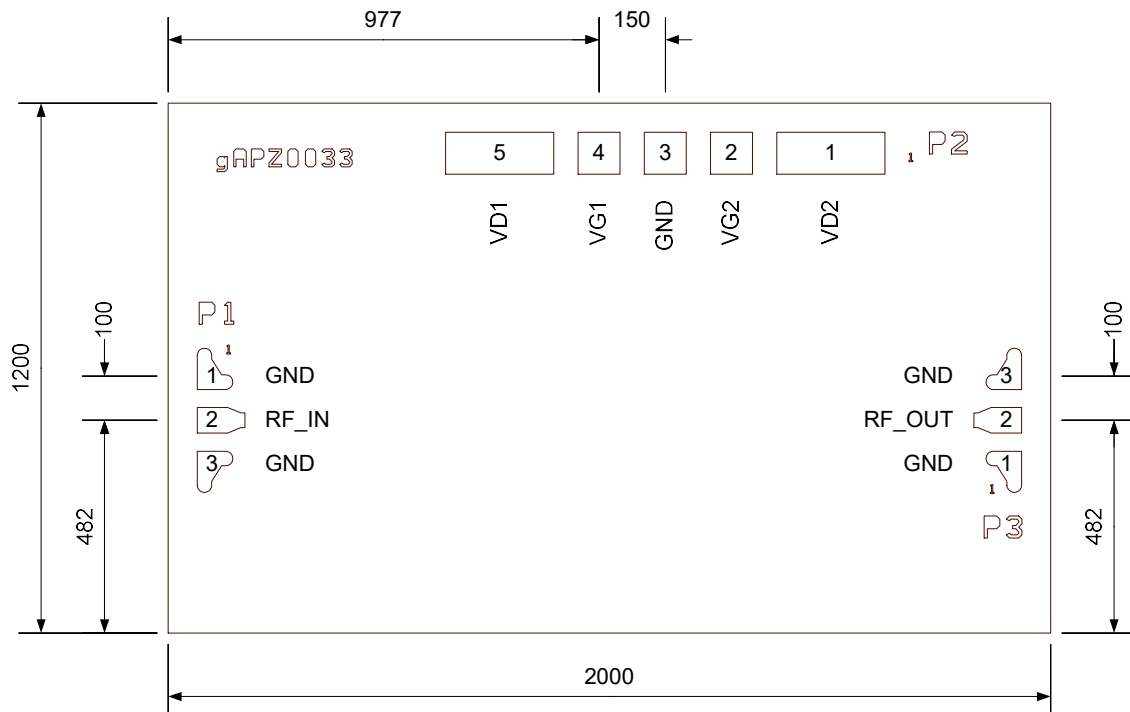 977
150
gAPZ0033
5
4
3
2
1
1
P2
VD1
VG1
GND
VG2
VD2
1200
100
P1
1
1
GND
2
RF_IN
3
GND
482
100
GND
3
RF_OUT
2
GND
1
1
P3
482
2000